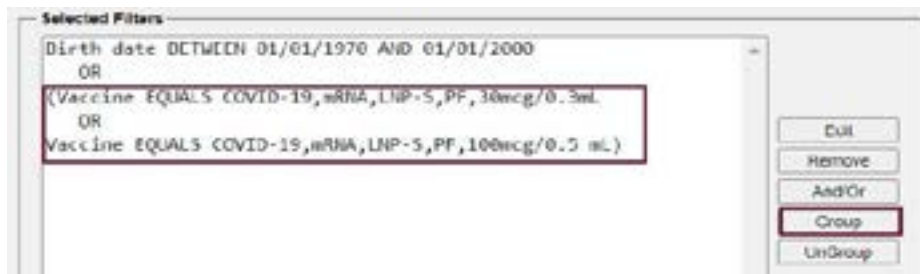 Selected Filters
Birth date BETWEEN 01/01/1970 AND 01/01/2000
OR
(Vaccine EQUALS COVID-19,mRNA,LNP-S,PF,30mcg/0.3mL
OR
Vaccine EQUALS COVID-19,mRNA,LNP-S,PF,100mcg/0.5 mL)
Edit
Remove
And/Or
Group
UnGroup